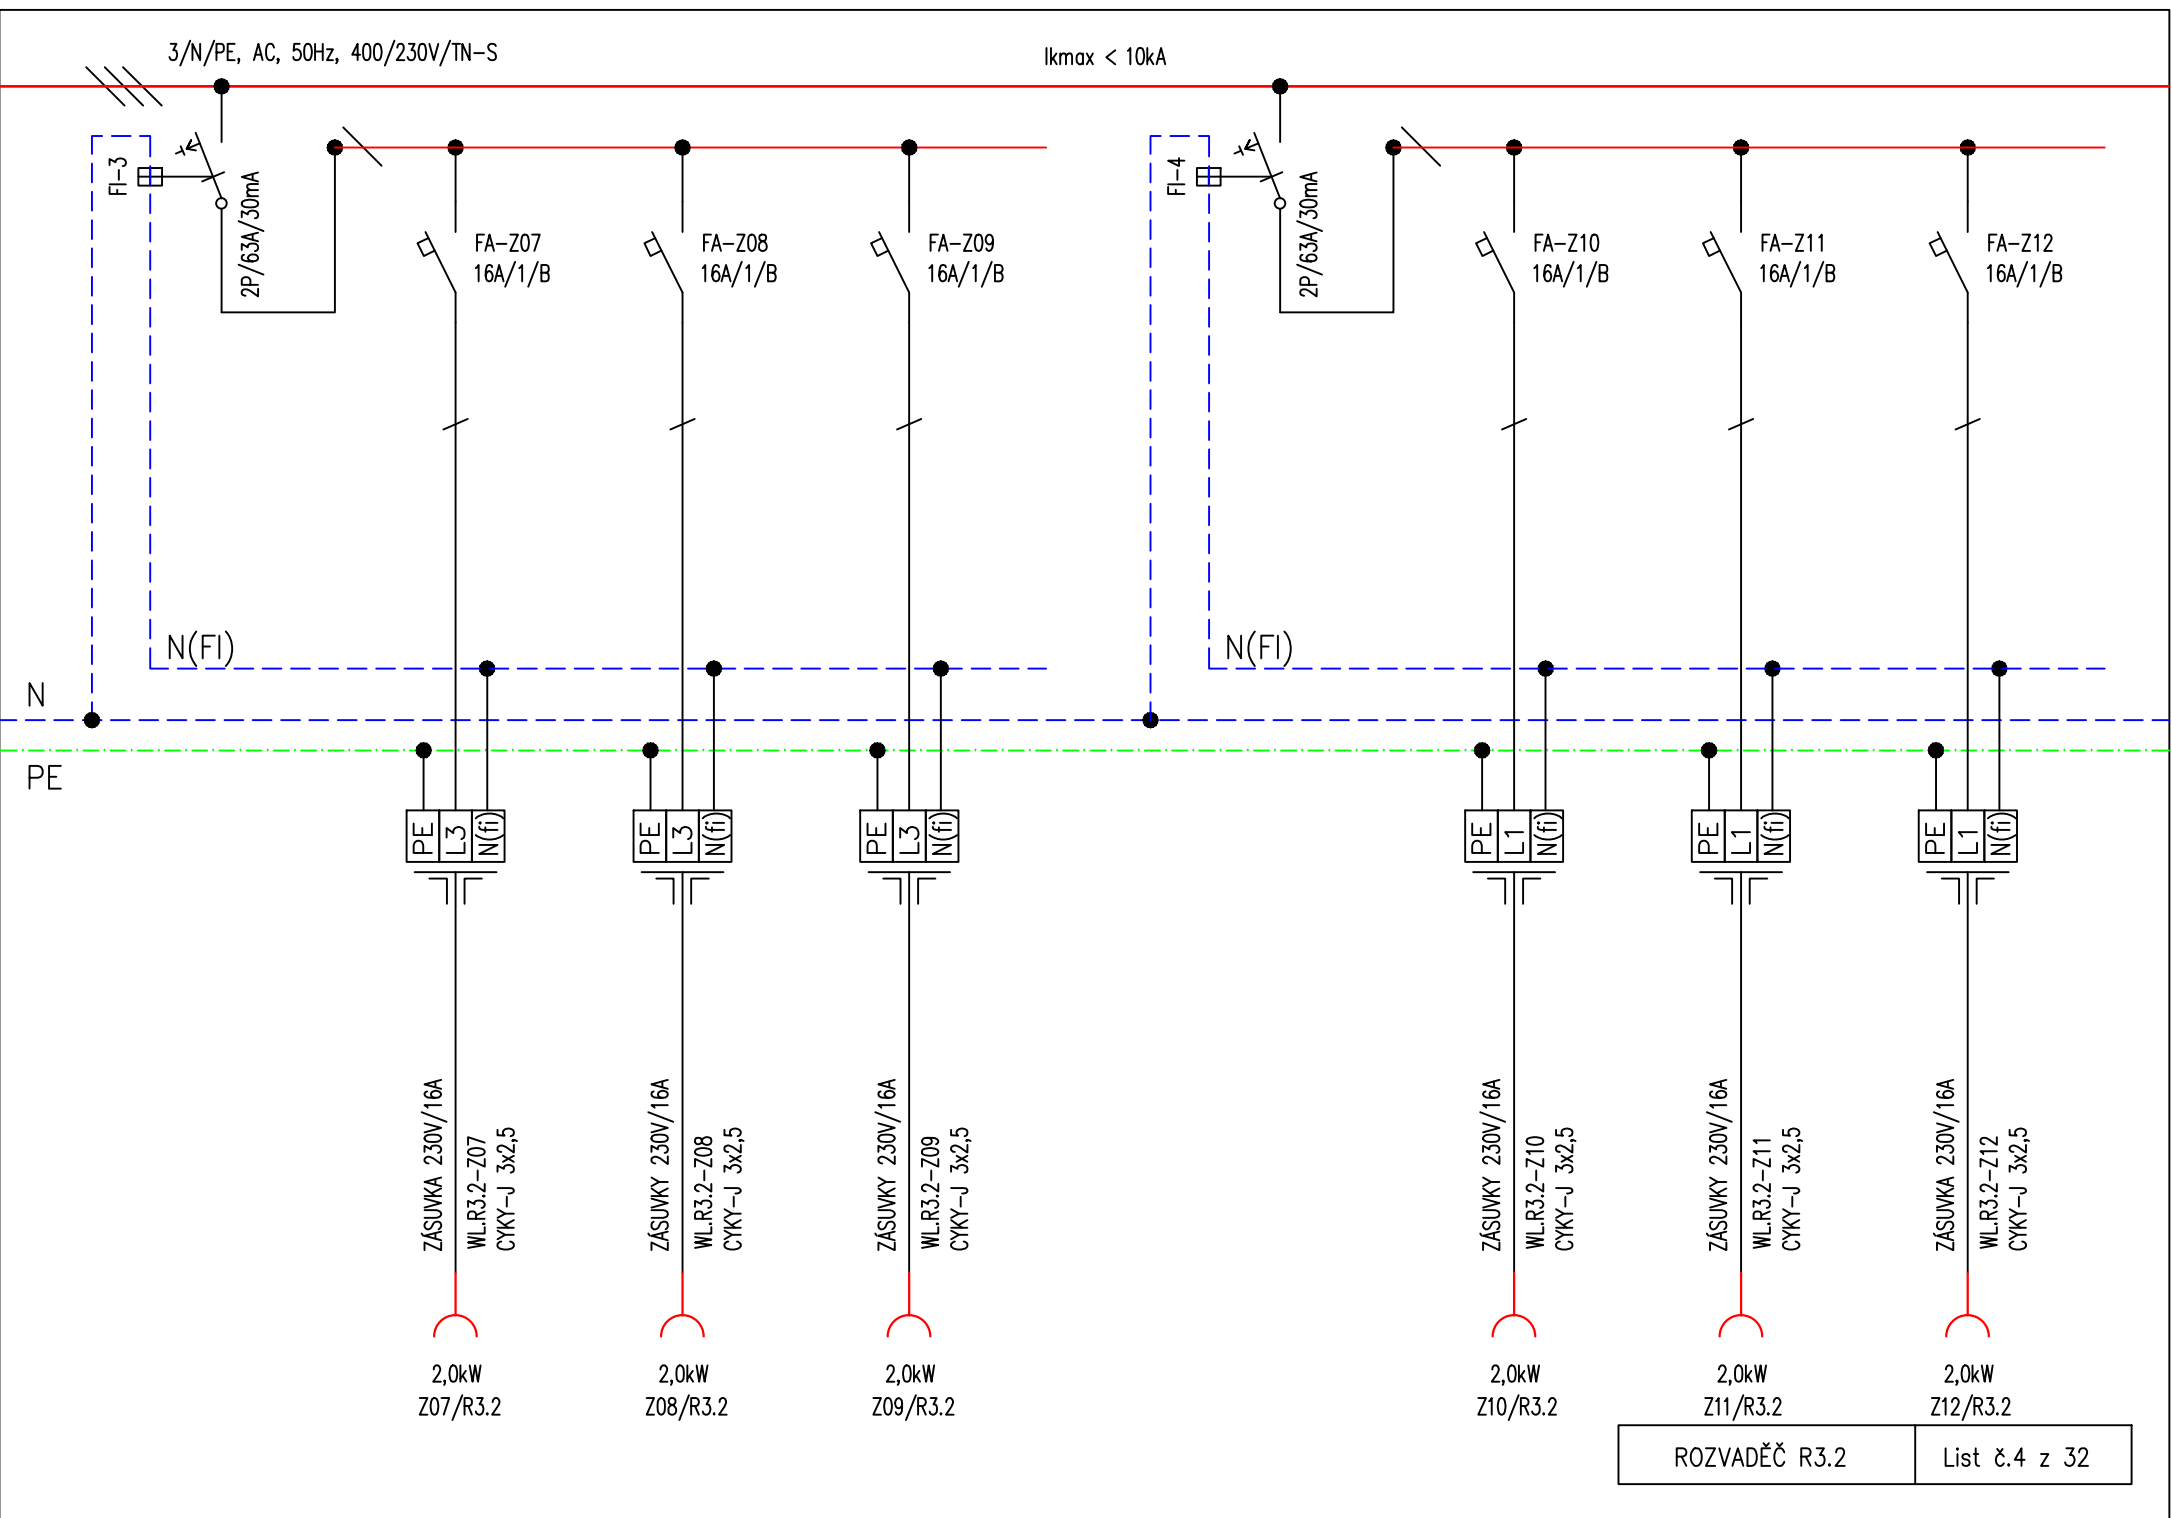 3/N/PE, AC, 50Hz, 400/230V/TN-S
Ikmax < 10kA
FI-3
2P/63A/30mA
FA-Z07
16A/1/B
FA-Z08
16A/1/B
FA-Z09
16A/1/B
FI-4
2P/63A/30mA
FA-Z10
16A/1/B
FA-Z11
16A/1/B
FA-Z12
16A/1/B
N(FI)
N(FI)
N
PE
PE L3 N(fi)
PE L3 N(fi)
PE L3 N(fi)
PE L1 N(fi)
PE L1 N(fi)
PE L1 N(fi)
ZÁSUVKA 230V/16A
WL.R3.2-Z07
CYKY-J 3x2,5
ZÁSUVKY 230V/16A
WL.R3.2-Z08
CYKY-J 3x2,5
ZÁSUVKY 230V/16A
WL.R3.2-Z09
CYKY-J 3x2,5
ZÁSUVKY 230V/16A
WL.R3.2-Z10
CYKY-J 3x2,5
ZÁSUVKY 230V/16A
WL.R3.2-Z11
CYKY-J 3x2,5
ZÁSUVKA 230V/16A
WL.R3.2-Z12
CYKY-J 3x2,5
2,0kW
Z07/R3.2
2,0kW
Z08/R3.2
2,0kW
Z09/R3.2
2,0kW
Z10/R3.2
2,0kW
Z11/R3.2
2,0kW
Z12/R3.2
ROZVADĚČ R3.2
List č.4 z 32